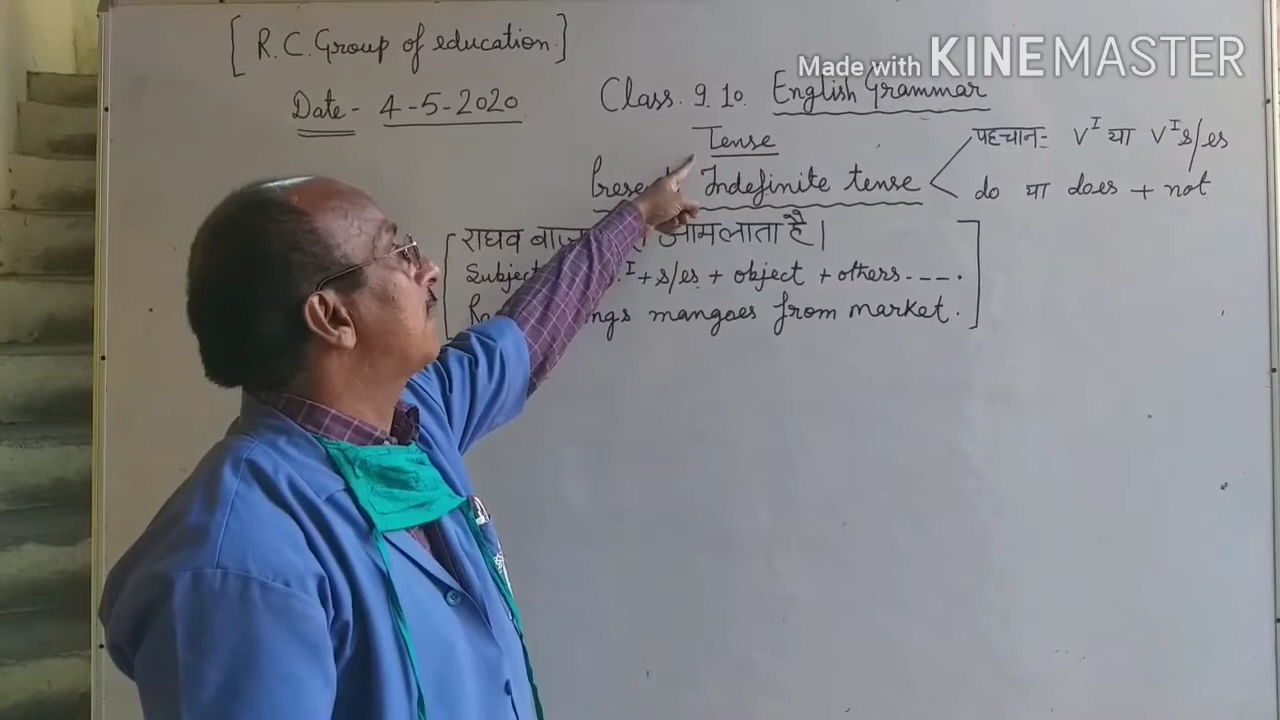 [R.C. Group of education]
Made with KINEMASTER
Date- 4-5-2020
Class. 9. 10. English Grammar
Tense
पहचान:- V^I या V^I s/es
Indefinite tense
do या does + not
राघव आम लाता है।
Subject I + s/es + object + others ---.
mangoes from market.